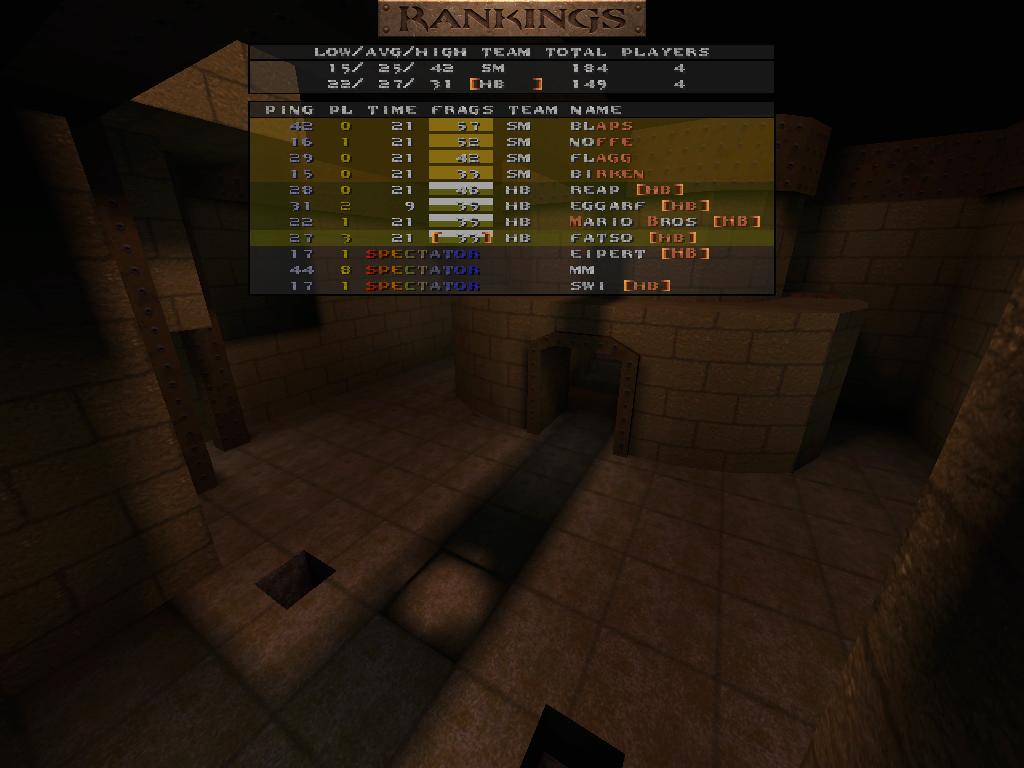 RANKINGS
LOW/AVG/HIGH TEAM TOTAL PLAYERS
15/ 25/ 42 SM 184 4
22/ 27/ 31 [HB ] 149 4
PING PL TIME FRAGS TEAM NAME
42 0 21 57 SM BLAPS
16 1 21 52 SM NOFFE
29 0 21 42 SM FLAGG
15 0 21 33 SM BIRKEN
28 0 21 46 HB REAP [HB]
31 2 9 35 HB EGGARF [HB]
22 1 21 35 HB MARIO BROS [HB]
27 3 21 [ 33] HB FATSO [HB]
17 1 SPECTATOR EIPERT [HB]
44 8 SPECTATOR MM
17 1 SPECTATOR SWI [HB]